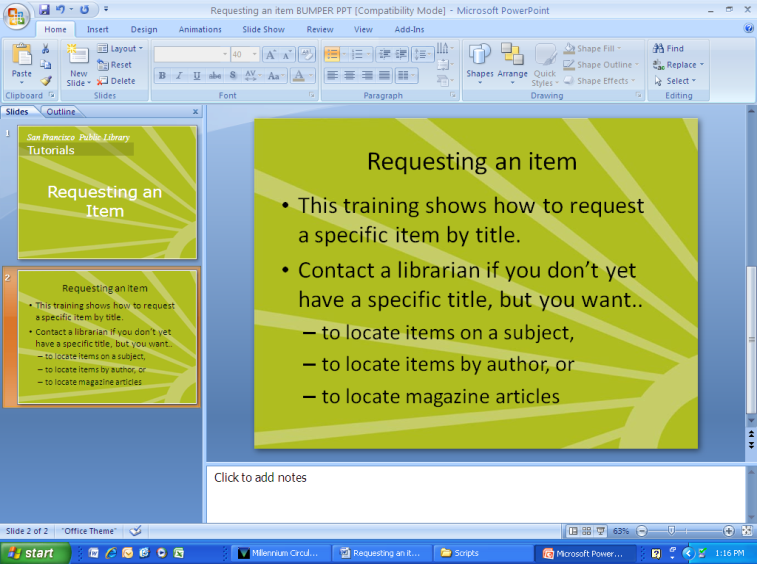 Requesting an item BUMPER PPT [Compatibility Mode] - Microsoft PowerPoint
Home Insert Design Animations Slide Show Review View Add-Ins
Paste
Clipboard
New Slide
Layout
Reset
Delete
Slides
40
B I U abc S AV Aa A
Font
Paragraph
Shapes
Arrange
Quick Styles
Shape Fill
Shape Outline
Shape Effects
Drawing
Find
Replace
Select
Editing
Slides Outline x
1
San Francisco Public Library
Tutorials
Requesting an
Item
2
Requesting an item
• This training shows how to request
a specific item by title.
• Contact a librarian if you don't yet
have a specific title, but you want..
– to locate items on a subject,
– to locate items by author, or
– to locate magazine articles
Requesting an item
• This training shows how to request
a specific item by title.
• Contact a librarian if you don't yet
have a specific title, but you want..
– to locate items on a subject,
– to locate items by author, or
– to locate magazine articles
Click to add notes
Slide 2 of 2 "Office Theme" 63%
start Millennium Circul... Requesting an it... Scripts Microsoft Power... 1:16 PM